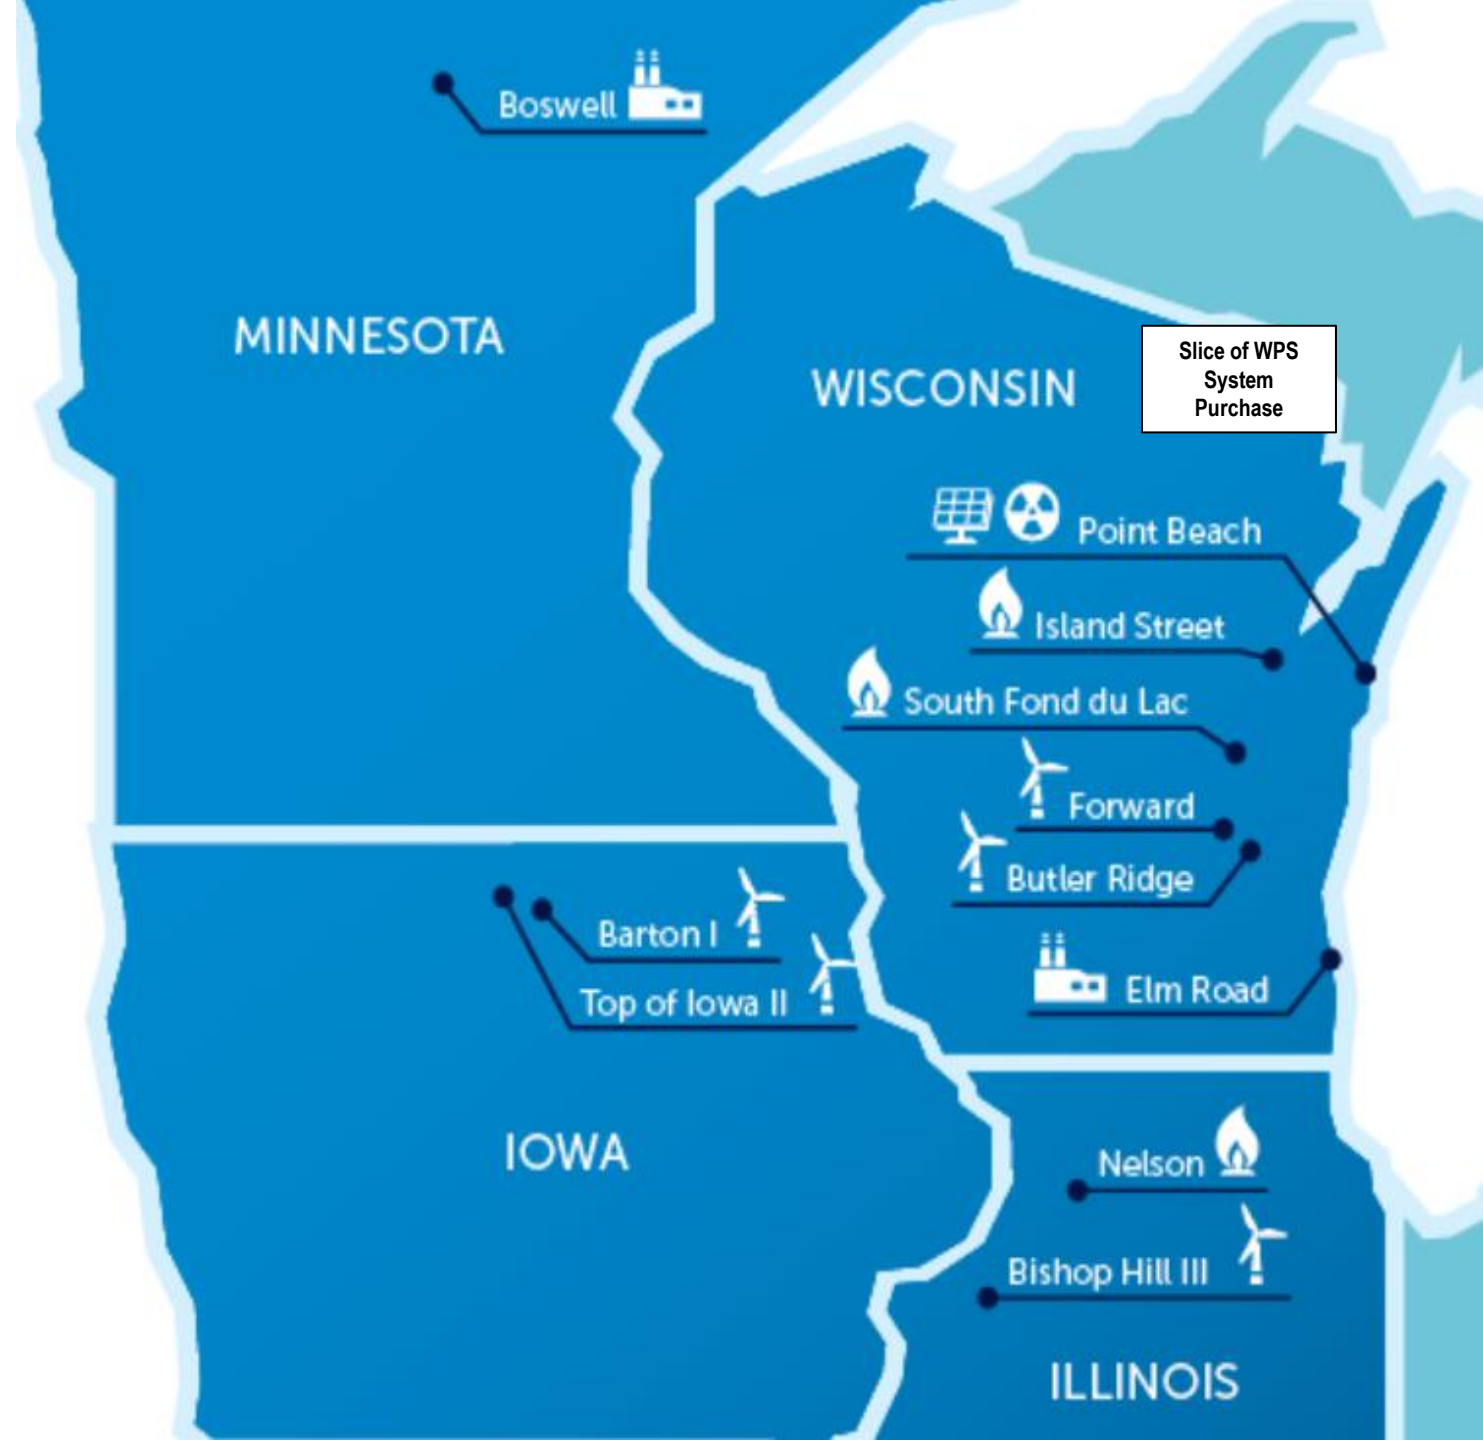 Boswell
MINNESOTA
WISCONSIN
Slice of WPS
System
Purchase
Point Beach
Island Street
South Fond du Lac
Forward
Butler Ridge
Barton I
Top of Iowa II
Elm Road
IOWA
Nelson
Bishop Hill III
ILLINOIS